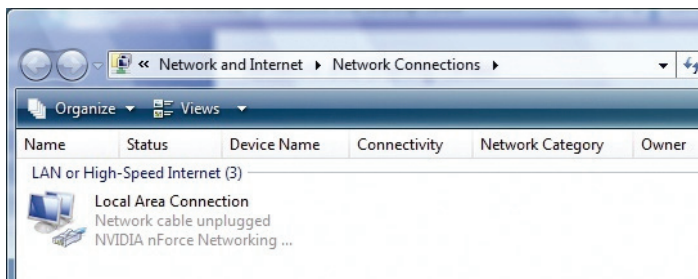 « Network and Internet Network Connections
Organize Views
Name Status Device Name Connectivity Network Category Owner
LAN or High-Speed Internet (3)
Local Area Connection
Network cable unplugged
NVIDIA nForce Networking ...